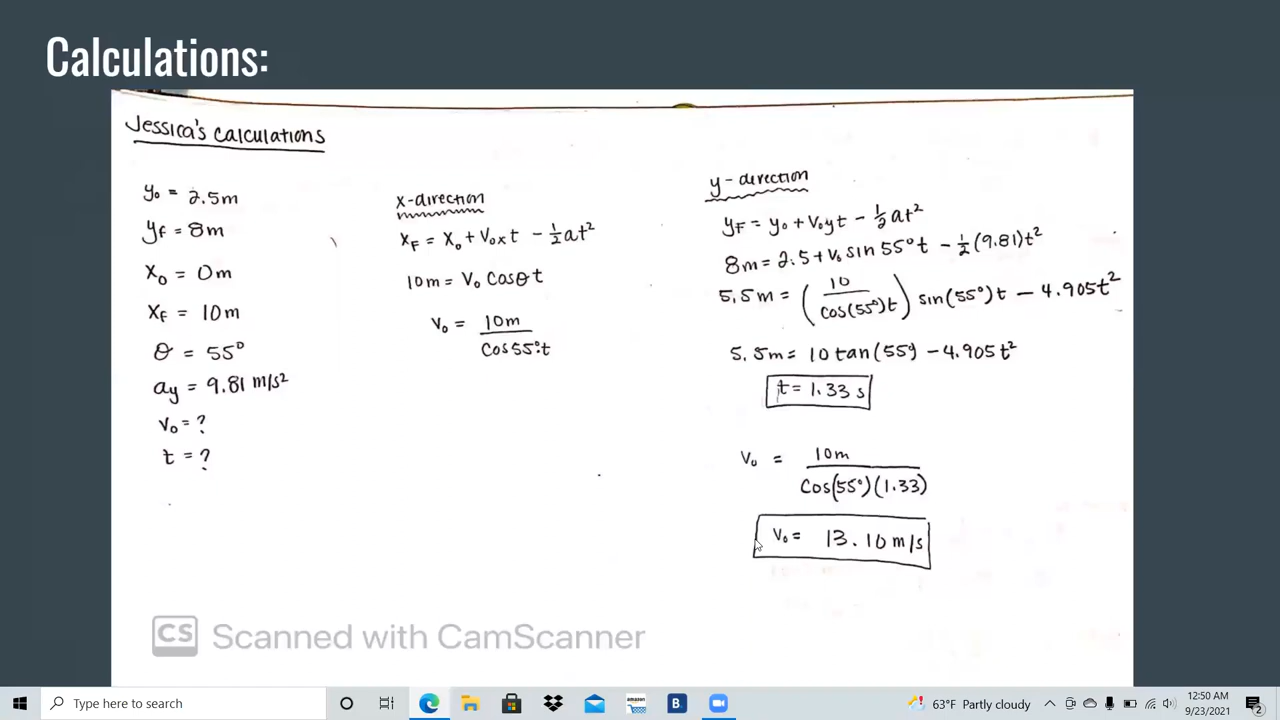 Calculations:
Jessica's calculations
y₀ = 2.5m
yf = 8m
x₀ = 0m
xF = 10m
θ = 55°
ay = 9.81 m/s²
v₀ = ?
t = ?
x-direction
xF = x₀ + v₀x t - ½at²
10m = v₀ cosθ t
v₀ = 10m / cos55°·t
y-direction
yF = y₀ + v₀yt - ½at²
8m = 2.5 + v₀ sin 55°t - ½(9.81)t²
5.5m = (10 / cos(55°)t) sin(55°)t - 4.905t²
5.5m = 10 tan(55°) - 4.905t²
t = 1.33 s
v₀ = 10m / cos(55°)(1.33)
v₀ = 13.10 m/s
CS Scanned with CamScanner
Type here to search
amazon
B.
63°F Partly cloudy
12:50 AM
9/23/2021
2